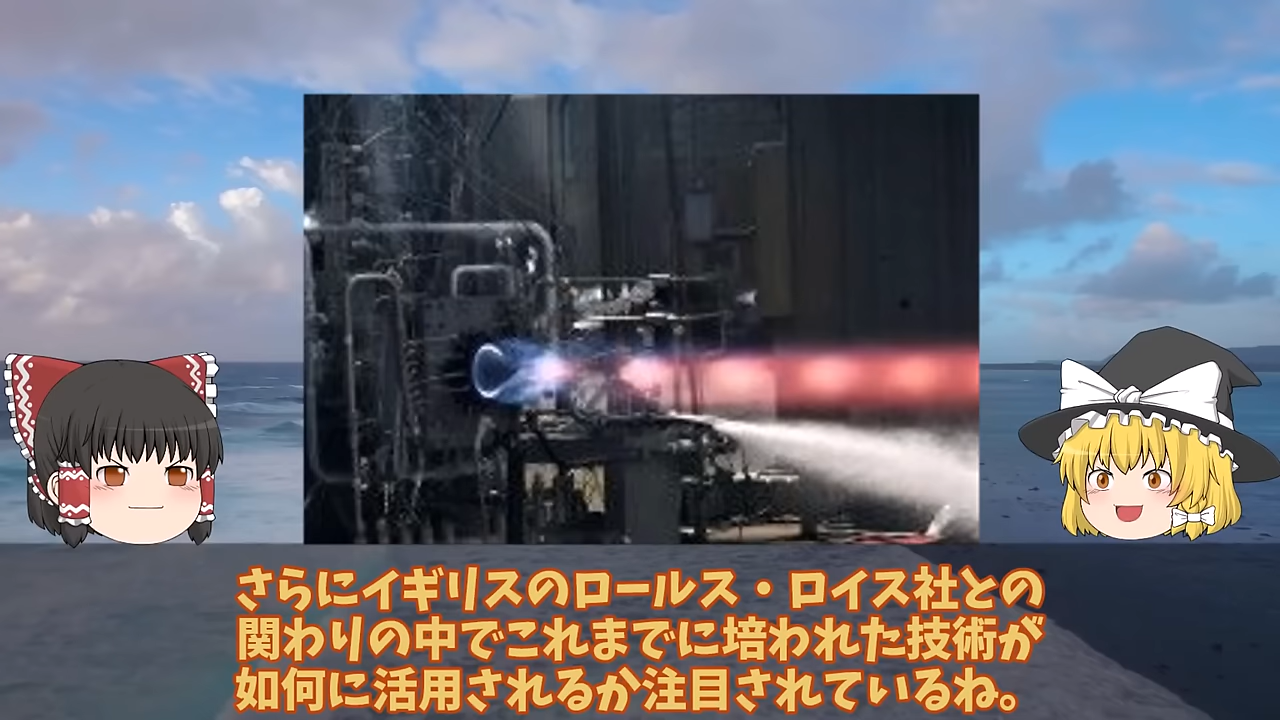 さらにイギリスのロールス・ロイス社との
関わりの中でこれまでに培われた技術が
如何に活用されるか注目されているね。